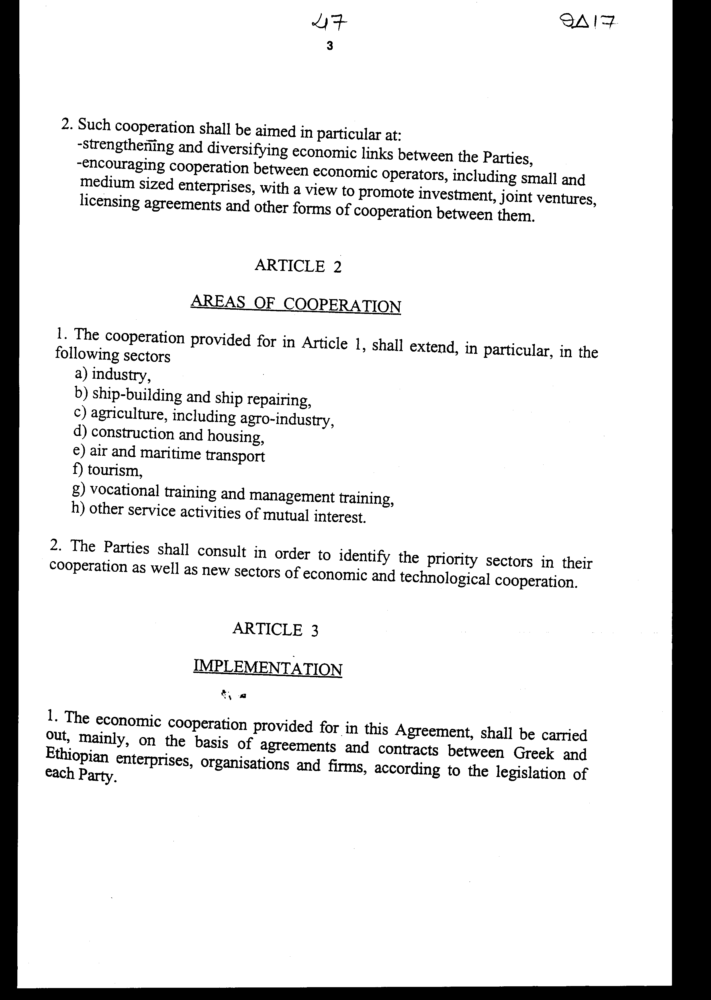 47
ΘΔ17
3
2. Such cooperation shall be aimed in particular at:
-strengthening and diversifying economic links between the Parties,
-encouraging cooperation between economic operators, including small and
medium sized enterprises, with a view to promote investment, joint ventures,
licensing agreements and other forms of cooperation between them.
ARTICLE 2
AREAS OF COOPERATION
1. The cooperation provided for in Article 1, shall extend, in particular, in the
following sectors
a) industry,
b) ship-building and ship repairing,
c) agriculture, including agro-industry,
d) construction and housing,
e) air and maritime transport
f) tourism,
g) vocational training and management training,
h) other service activities of mutual interest.
2. The Parties shall consult in order to identify the priority sectors in their
cooperation as well as new sectors of economic and technological cooperation.
ARTICLE 3
IMPLEMENTATION
1. The economic cooperation provided for in this Agreement, shall be carried
out, mainly, on the basis of agreements and contracts between Greek and
Ethiopian enterprises, organisations and firms, according to the legislation of
each Party.